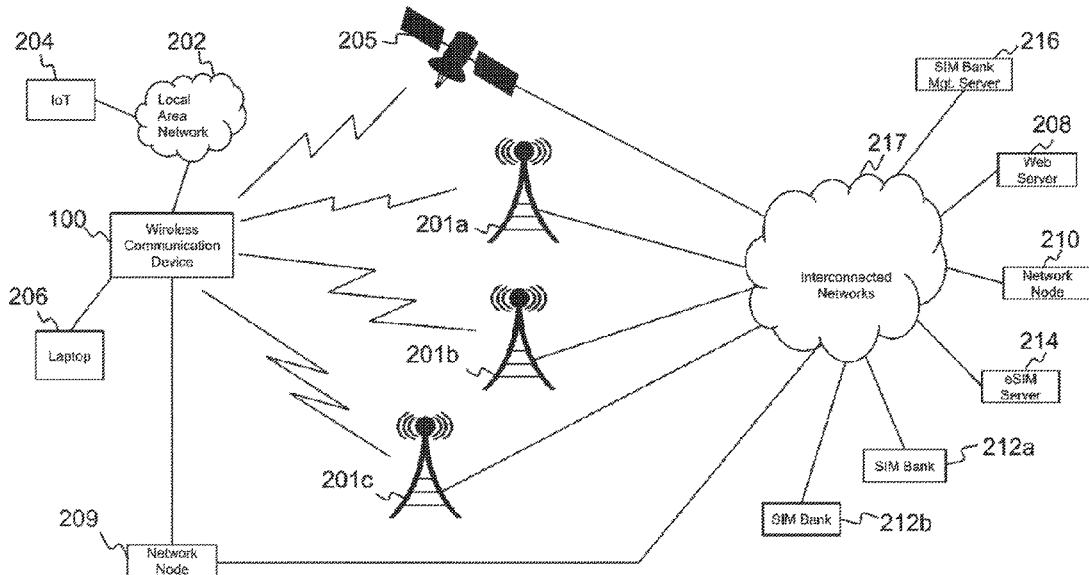 204
202
205
216
IoT
Local
Area
Network
SIM Bank
Mgt. Server
217
208
Web
Server
100
Wireless
Communication
Device
201a
210
Network
Node
Interconnected
Networks
206
Laptop
201b
214
eSIM
Server
201c
212a
SIM Bank
212b
SIM Bank
209
Network
Node